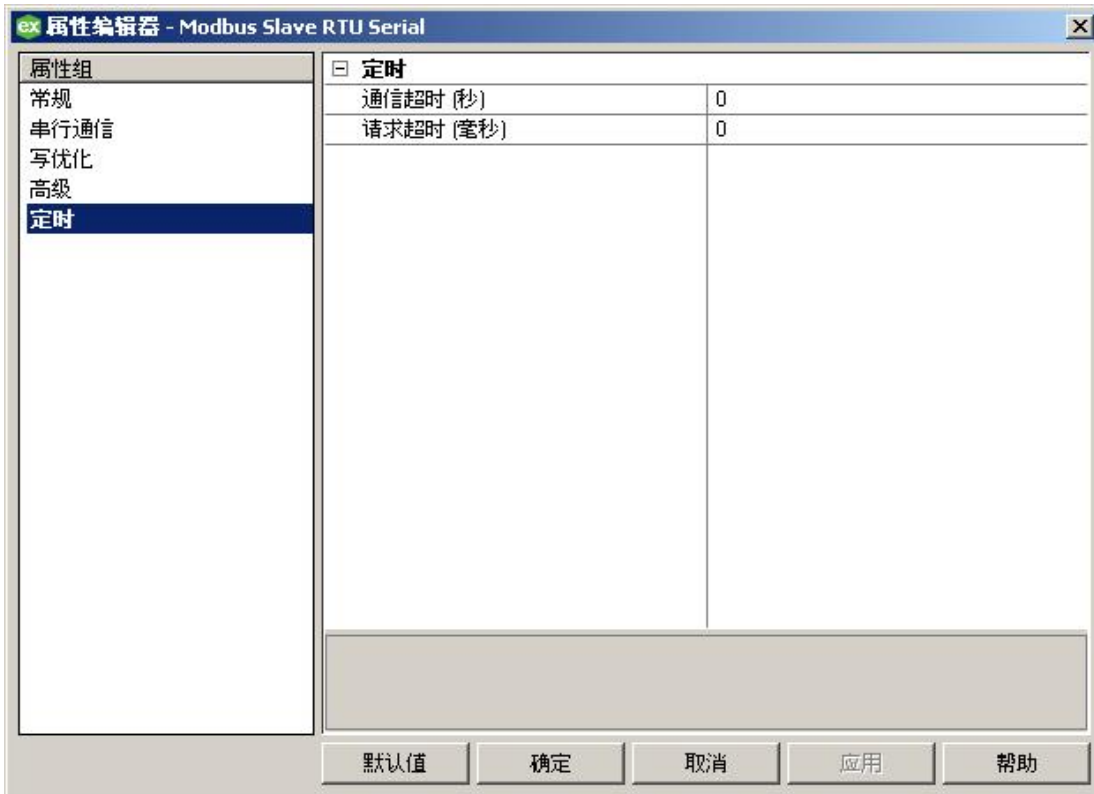 ex 属性编辑器 - Modbus Slave RTU Serial
属性组
常规
串行通信
写优化
高级
定时
定时
通信超时 (秒) 0
请求超时 (毫秒) 0
默认值 确定 取消 应用 帮助